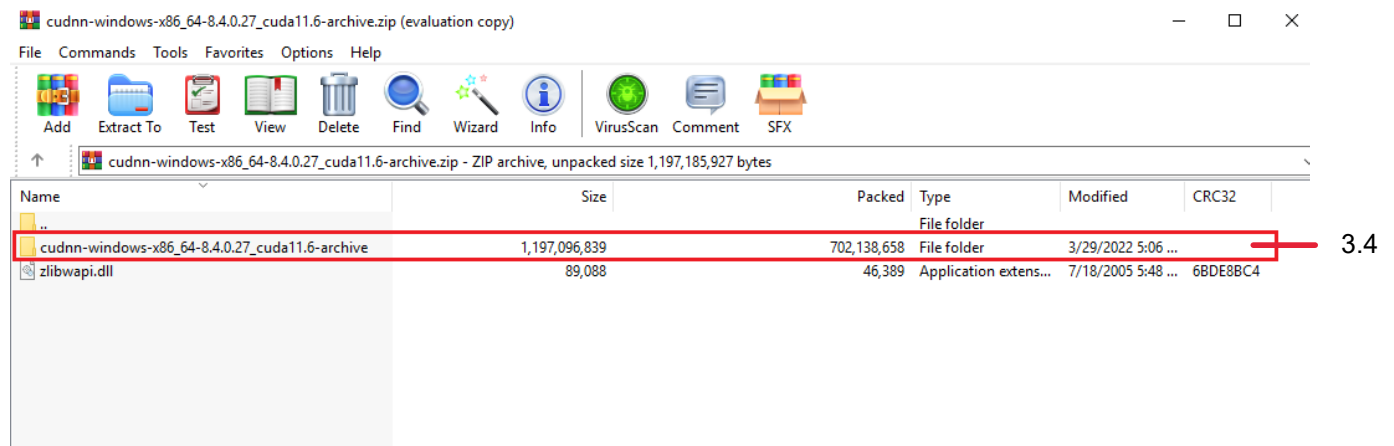 cudnn-windows-x86_64-8.4.0.27_cuda11.6-archive.zip (evaluation copy)
File Commands Tools Favorites Options Help
Add Extract To Test View Delete Find Wizard Info VirusScan Comment SFX
cudnn-windows-x86_64-8.4.0.27_cuda11.6-archive.zip - ZIP archive, unpacked size 1,197,185,927 bytes
Name Size Packed Type Modified CRC32
.. File folder
cudnn-windows-x86_64-8.4.0.27_cuda11.6-archive 1,197,096,839 702,138,658 File folder 3/29/2022 5:06 ... 3.4
zlibwapi.dll 89,088 46,389 Application extens... 7/18/2005 5:48 ... 6BDE8BC4